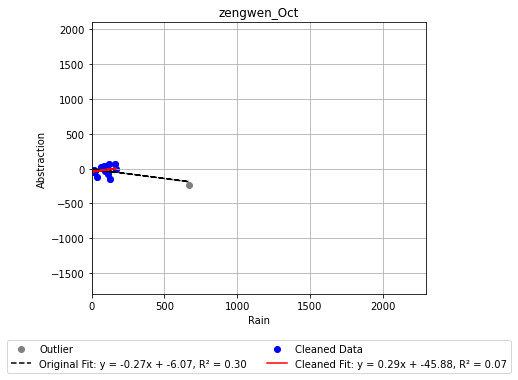 zengwen_Oct
2000
1500
1000
500
0
−500
−1000
−1500
Abstraction
0 500 1000 1500 2000
Rain
Outlier Cleaned Data
Original Fit: y = -0.27x + -6.07, R² = 0.30 Cleaned Fit: y = 0.29x + -45.88, R² = 0.07